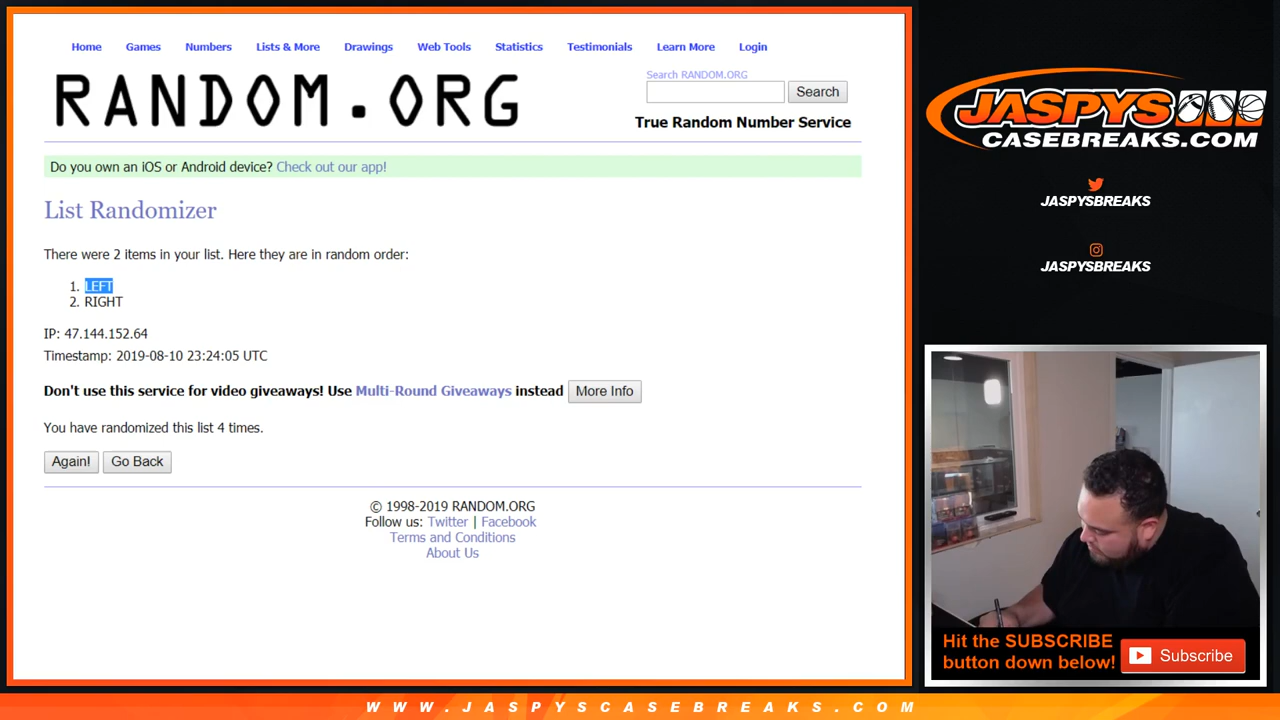 Home Games Numbers Lists & More Drawings Web Tools Statistics Testimonials Learn More Login
RANDOM.ORG
Search RANDOM.ORG
Search
True Random Number Service
Do you own an iOS or Android device? Check out our app!
List Randomizer
There were 2 items in your list. Here they are in random order:
1. LEFT
2. RIGHT
IP: 47.144.152.64
Timestamp: 2019-08-10 23:24:05 UTC
Don't use this service for video giveaways! Use Multi-Round Giveaways instead More Info
You have randomized this list 4 times.
Again! Go Back
© 1998-2019 RANDOM.ORG
Follow us: Twitter | Facebook
Terms and Conditions
About Us
JASPYS
CASEBREAKS.COM
JASPYSBREAKS
JASPYSBREAKS
Hit the SUBSCRIBE
button down below!
Subscribe
WWW.JASPYSCASEBREAKS.COM